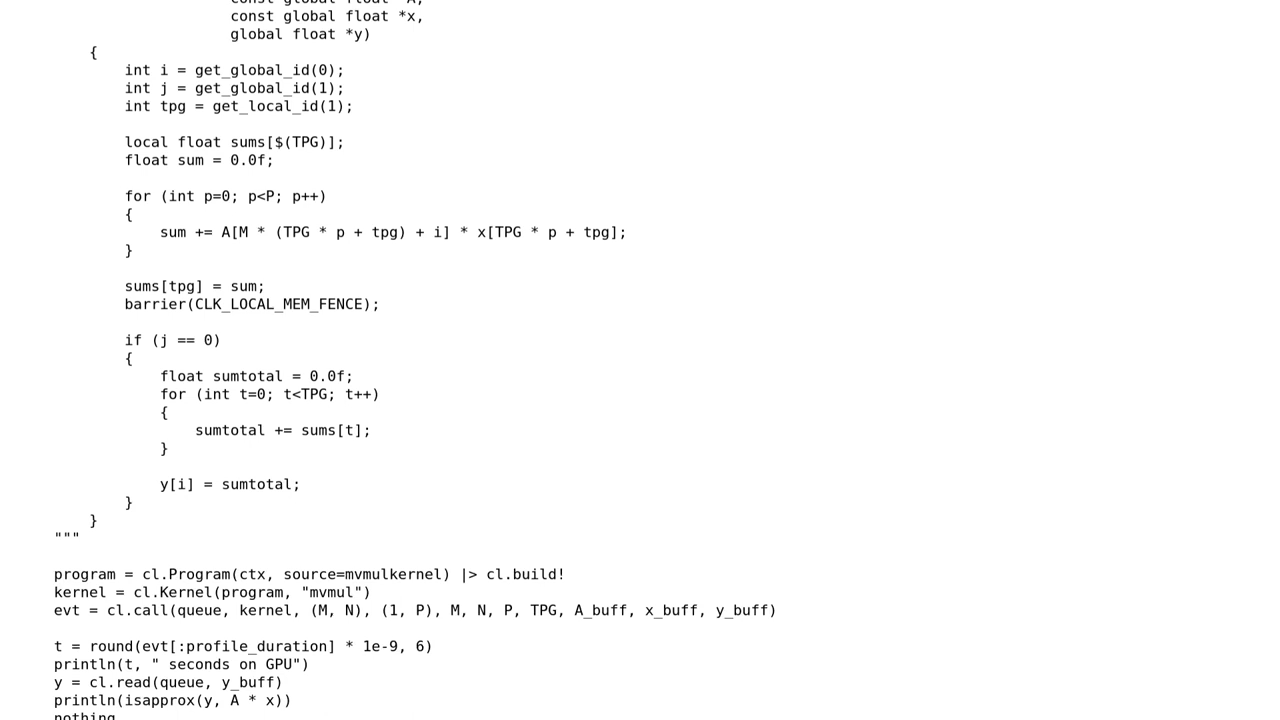 const global float *A,
const global float *x,
global float *y)
{
int i = get_global_id(0);
int j = get_global_id(1);
int tpg = get_local_id(1);
local float sums[$(TPG)];
float sum = 0.0f;
for (int p=0; p<P; p++)
{
sum += A[M * (TPG * p + tpg) + i] * x[TPG * p + tpg];
}
sums[tpg] = sum;
barrier(CLK_LOCAL_MEM_FENCE);
if (j == 0)
{
float sumtotal = 0.0f;
for (int t=0; t<TPG; t++)
{
sumtotal += sums[t];
}
y[i] = sumtotal;
}
}
"""
program = cl.Program(ctx, source=mvmulkernel) |> cl.build!
kernel = cl.Kernel(program, "mvmul")
evt = cl.call(queue, kernel, (M, N), (1, P), M, N, P, TPG, A_buff, x_buff, y_buff)
t = round(evt[:profile_duration] * 1e-9, 6)
println(t, " seconds on GPU")
y = cl.read(queue, y_buff)
println(isapprox(y, A * x))
nothing